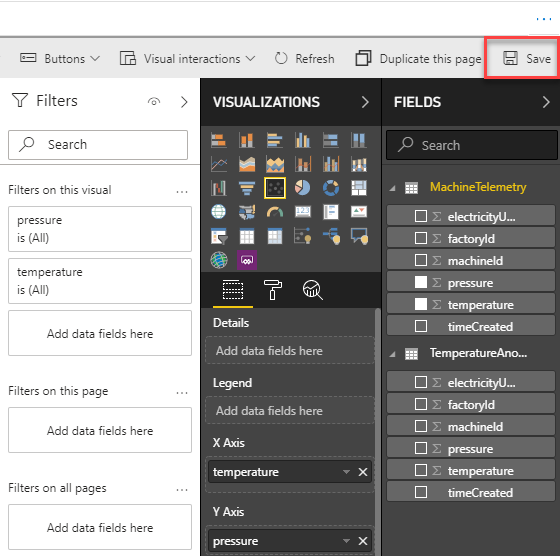 ...
Buttons
Visual interactions
Refresh
Duplicate this page
Save
Filters
Search
Filters on this visual
...
pressure
is (All)
temperature
is (All)
Add data fields here
Filters on this page
...
Add data fields here
Filters on all pages
...
Add data fields here
VISUALIZATIONS
Details
Add data fields here
Legend
Add data fields here
X Axis
temperature
Y Axis
pressure
FIELDS
Search
MachineTelemetry
Σ electricityU...
Σ factoryId
Σ machineId
Σ pressure
Σ temperature
timeCreated
TemperatureAno...
Σ electricityU...
Σ factoryId
Σ machineId
Σ pressure
Σ temperature
timeCreated